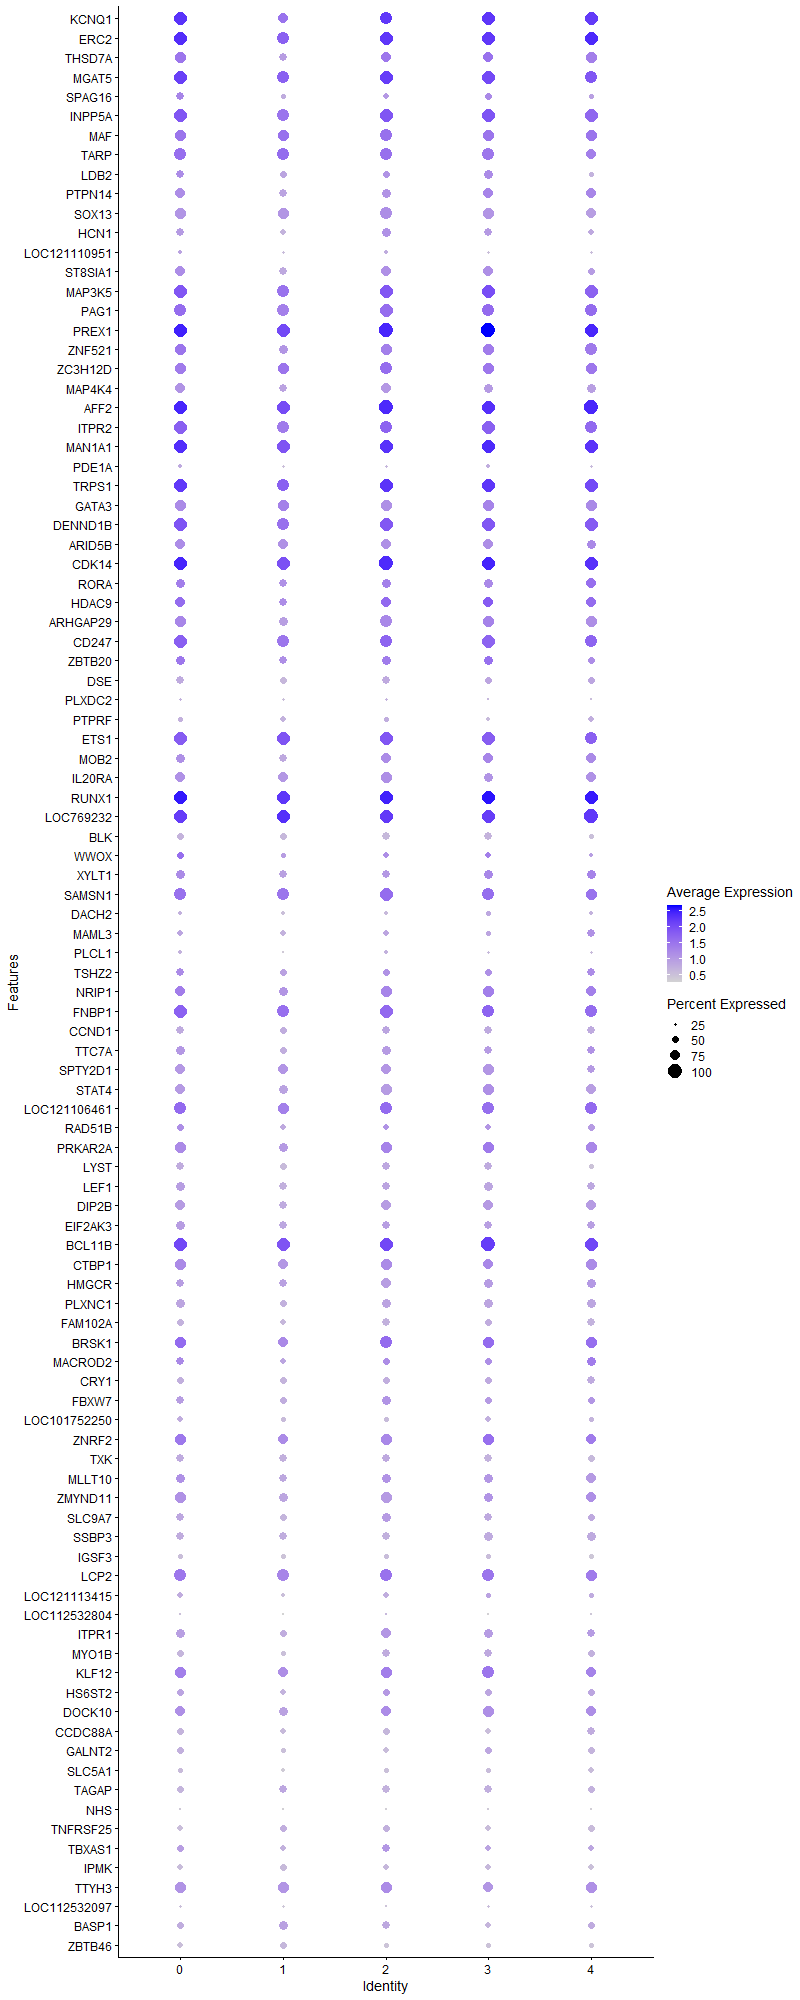 KCNQ1
ERC2
THSD7A
MGAT5
SPAG16
INPP5A
MAF
TARP
LDB2
PTPN14
SOX13
HCN1
LOC121110951
ST8SIA1
MAP3K5
PAG1
PREX1
ZNF521
ZC3H12D
MAP4K4
AFF2
ITPR2
MAN1A1
PDE1A
TRPS1
GATA3
DENND1B
ARID5B
CDK14
RORA
HDAC9
ARHGAP29
CD247
ZBTB20
DSE
PLXDC2
PTPRF
ETS1
MOB2
IL20RA
RUNX1
LOC769232
BLK
WWOX
XYLT1
SAMSN1
DACH2
MAML3
PLCL1
TSHZ2
NRIP1
FNBP1
CCND1
TTC7A
SPTY2D1
STAT4
LOC121106461
RAD51B
PRKAR2A
LYST
LEF1
DIP2B
EIF2AK3
BCL11B
CTBP1
HMGCR
PLXNC1
FAM102A
BRSK1
MACROD2
CRY1
FBXW7
LOC101752250
ZNRF2
TXK
MLLT10
ZMYND11
SLC9A7
SSBP3
IGSF3
LCP2
LOC121113415
LOC112532804
ITPR1
MYO1B
KLF12
HS6ST2
DOCK10
CCDC88A
GALNT2
SLC5A1
TAGAP
NHS
TNFRSF25
TBXAS1
IPMK
TTYH3
LOC112532097
BASP1
ZBTB46
Features
0 1 2 3 4
Identity
Average Expression
2.5
2.0
1.5
1.0
0.5
Percent Expressed
25
50
75
100